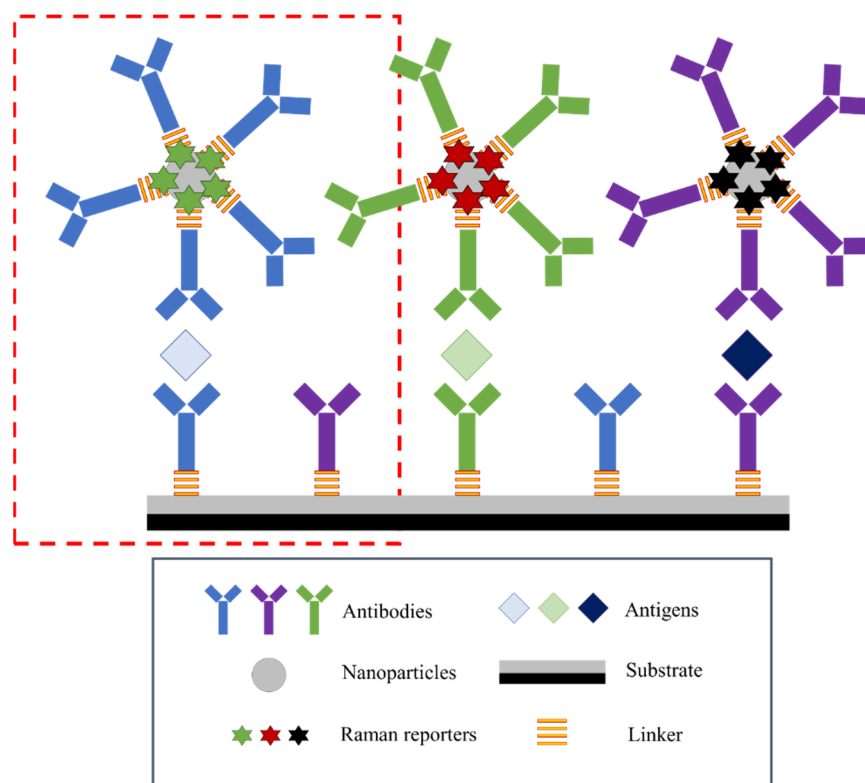 Antibodies
Antigens
Nanoparticles
Substrate
Raman reporters
Linker